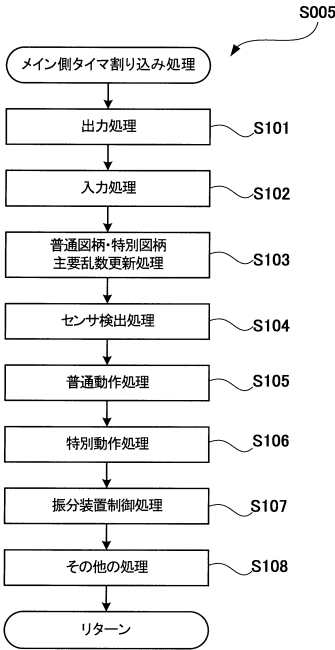 S005
メイン側タイマ割り込み処理
出力処理
S101
入力処理
S102
普通図柄・特別図柄
主要乱数更新処理
S103
センサ検出処理
S104
普通動作処理
S105
特別動作処理
S106
振分装置制御処理
S107
その他の処理
S108
リターン